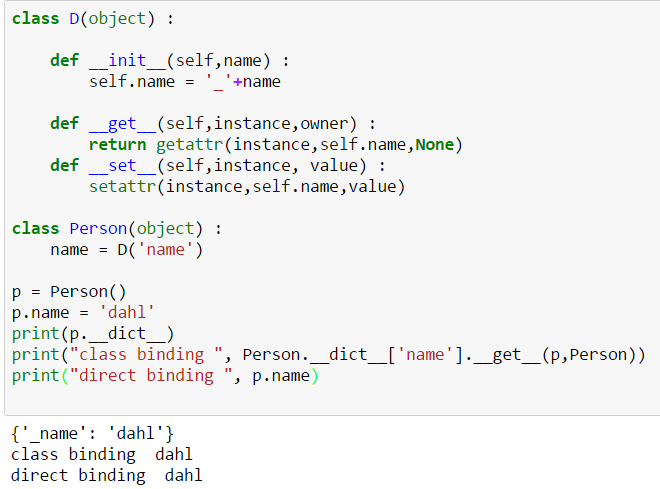 class D(object) :
    def __init__(self,name) :
        self.name = '_'+name
    def __get__(self,instance,owner) :
        return getattr(instance,self.name,None)
    def __set__(self,instance, value) :
        setattr(instance,self.name,value)
class Person(object) :
    name = D('name')
p = Person()
p.name = 'dahl'
print(p.__dict__)
print("class binding ", Person.__dict__['name'].__get__(p,Person))
print("direct binding ", p.name)
{'_name': 'dahl'}
class binding  dahl
direct binding  dahl